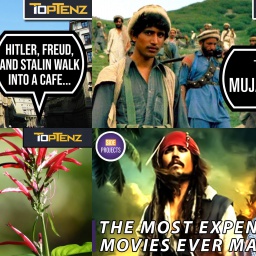 TOPTENZ
HITLER, FREUD,
AND STALIN WALK
INTO A CAFE...
MUJA
TOPTENZ
PROJECTS
THE MOST EXPEN
MOVIES EVER MA